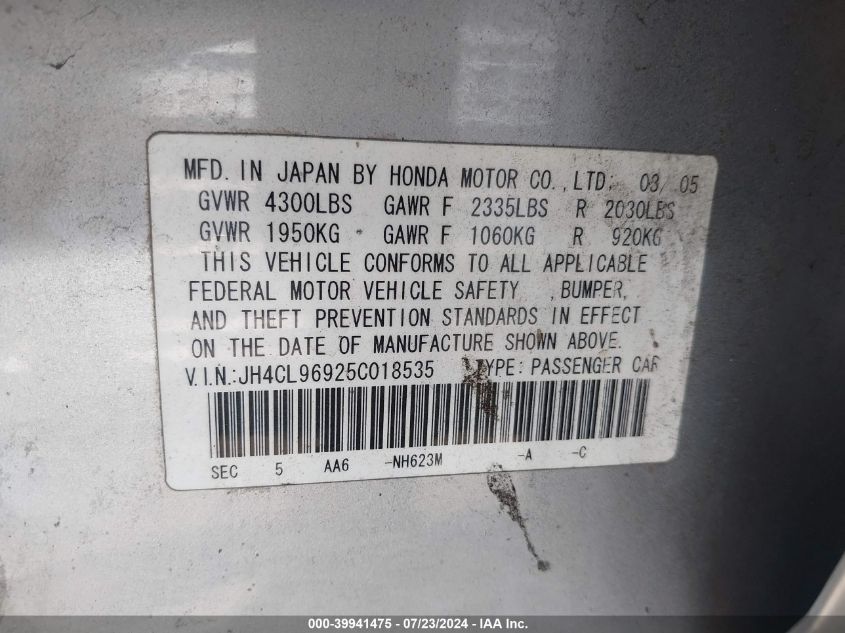 MFD. IN JAPAN BY HONDA MOTOR CO.,LTD. 03/ 05
GVWR 4300LBS GAWR F 2335LBS R 2030LBS
GVWR 1950KG GAWR F 1060KG R 920KG
THIS VEHICLE CONFORMS TO ALL APPLICABLE
FEDERAL MOTOR VEHICLE SAFETY ,BUMPER,
AND THEFT PREVENTION STANDARDS IN EFFECT
ON THE DATE OF MANUFACTURE SHOWN ABOVE.
V.I.N.:JH4CL96925C018535 TYPE: PASSENGER CAR
SEC 5 AA6 -NH623M -A -C
000-39941475 / 07/23/2024 - IAA Inc.